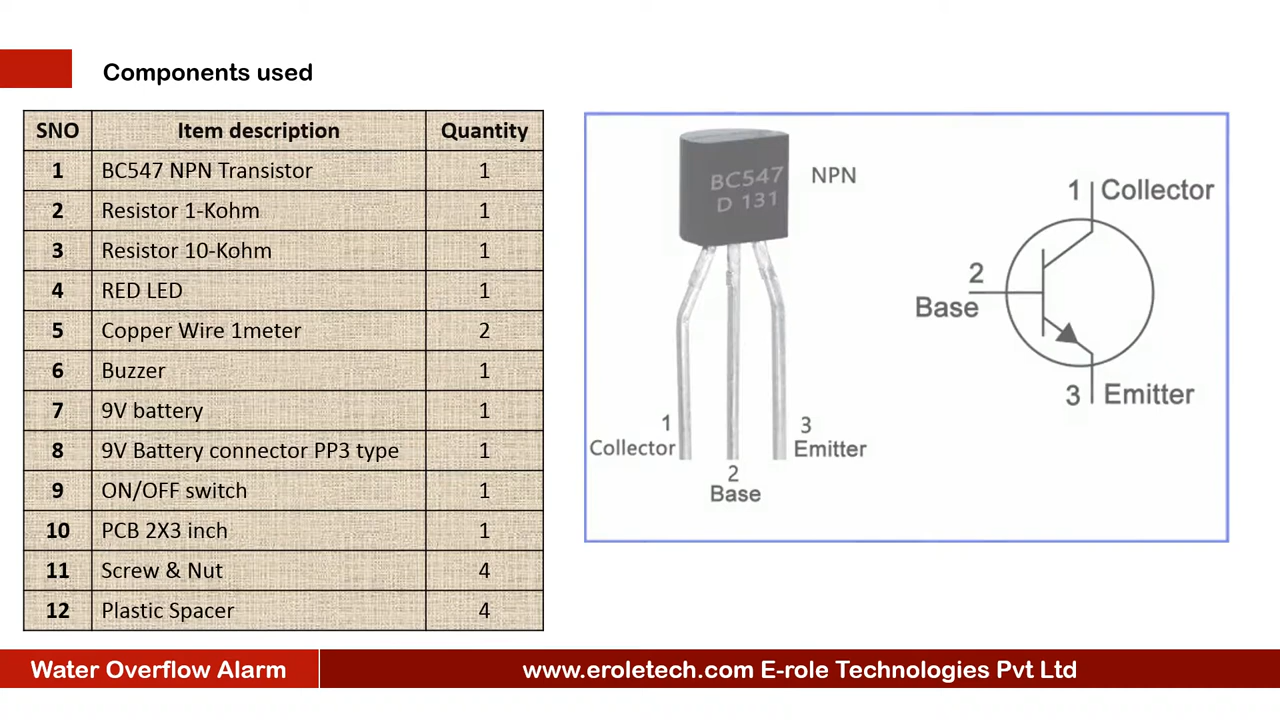 Components used
SNO Item description Quantity
1 BC547 NPN Transistor 1
2 Resistor 1-Kohm 1
3 Resistor 10-Kohm 1
4 RED LED 1
5 Copper Wire 1meter 2
6 Buzzer 1
7 9V battery 1
8 9V Battery connector PP3 type 1
9 ON/OFF switch 1
10 PCB 2X3 inch 1
11 Screw & Nut 4
12 Plastic Spacer 4
BC547
D 131
NPN
1
Collector
2
Base
3
Emitter
1 Collector
2
Base
3 Emitter
Water Overflow Alarm
www.eroletech.com E-role Technologies Pvt Ltd